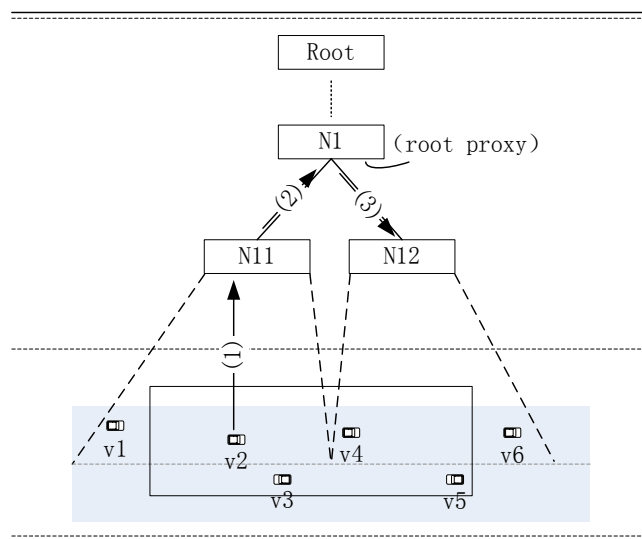 Root
N1
(root proxy)
(2)
(3)
N11
N12
(1)
v1
v2
v4
v6
v3
v5